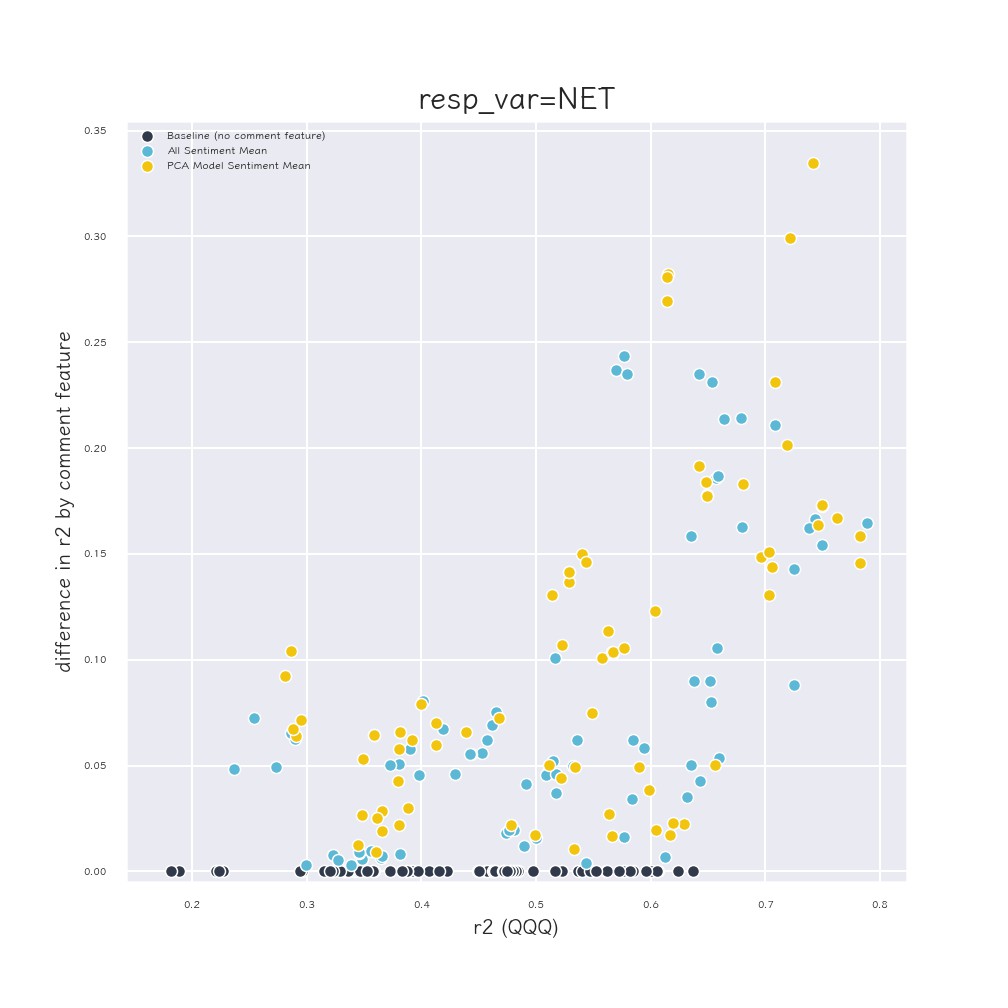 resp_var=NET
Baseline (no comment feature)
All Sentiment Mean
PCA Model Sentiment Mean
difference in r2 by comment feature
0.35
0.30
0.25
0.20
0.15
0.10
0.05
0.00
0.2
0.3
0.4
0.5
0.6
0.7
0.8
r2 (QQQ)